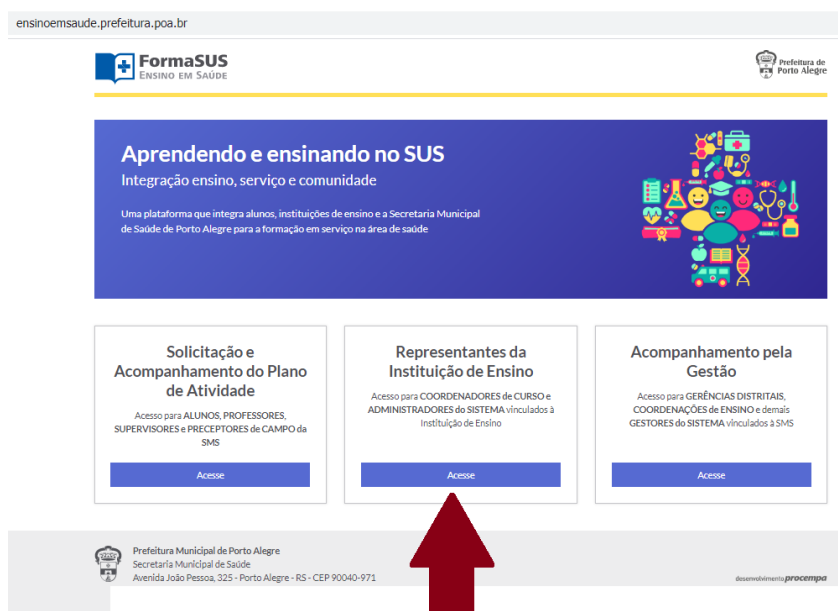 ensinoemsaude.prefeitura.poa.br
FormaSUS
ENSINO EM SAÚDE
Prefeitura de
Porto Alegre
Aprendendo e ensinando no SUS
Integração ensino, serviço e comunidade
Uma plataforma que integra alunos, instituições de ensino e a Secretaria Municipal
de Saúde de Porto Alegre para a formação em serviço na área de saúde
Solicitação e
Acompanhamento do Plano
de Atividade
Acesso para ALUNOS, PROFESSORES,
SUPERVISORES e PRECEPTORES de CAMPO da
SMS
Acesse
Representantes da
Instituição de Ensino
Acesso para COORDENADORES de CURSO e
ADMINISTRADORES do SISTEMA vinculados à
Instituição de Ensino
Acesse
Acompanhamento pela
Gestão
Acesso para GERÊNCIAS DISTRITAIS,
COORDENAÇÕES de ENSINO e demais
GESTORES do SISTEMA vinculados à SMS
Acesse
Prefeitura Municipal de Porto Alegre
Secretaria Municipal de Saúde
Avenida João Pessoa, 325 - Porto Alegre - RS - CEP 90040-971
desenvolvimento procempa